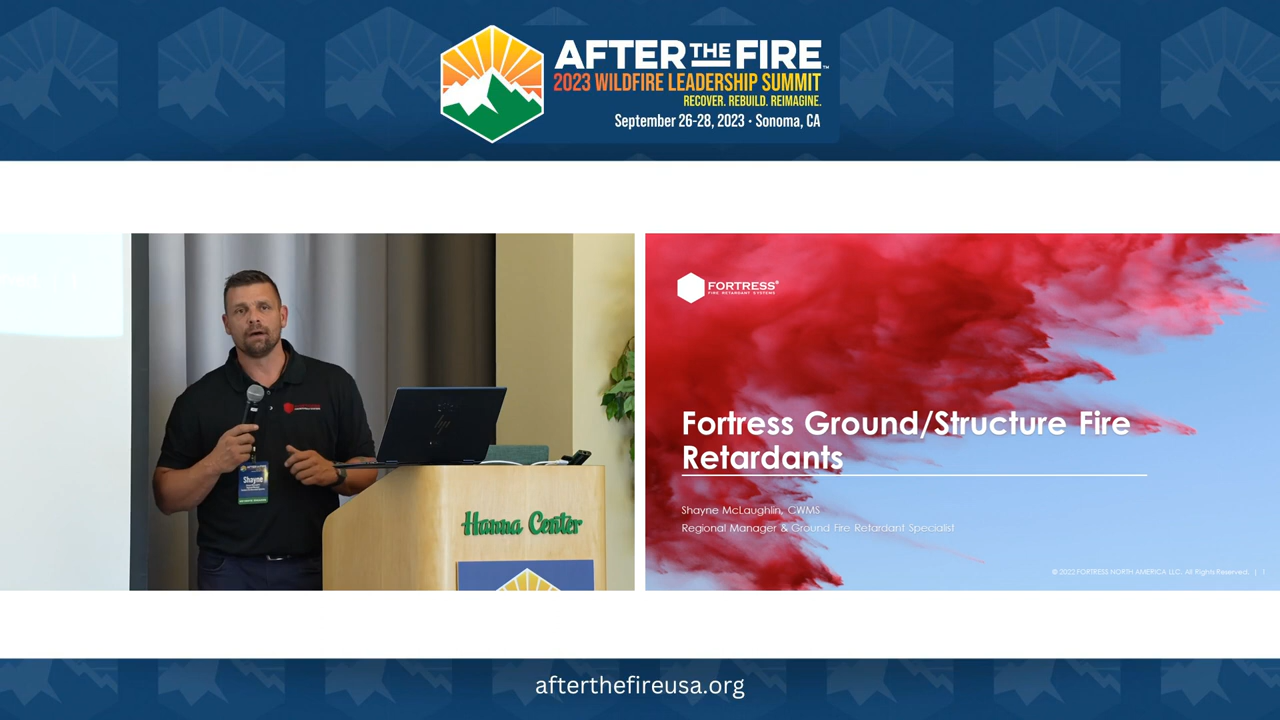 AFTER THE FIRE™
2023 WILDFIRE LEADERSHIP SUMMIT
RECOVER. REBUILD. REIMAGINE.
September 26-28, 2023 · Sonoma, CA
hp
Shayne
Hanna Center
FORTRESS®
FIRE RETARDANT SYSTEMS
Fortress Ground/Structure Fire
Retardants
Shayne McLaughlin, CWMS
Regional Manager & Ground Fire Retardant Specialist
© 2022 FORTRESS NORTH AMERICA LLC. All Rights Reserved. | 1
afterthefireusa.org